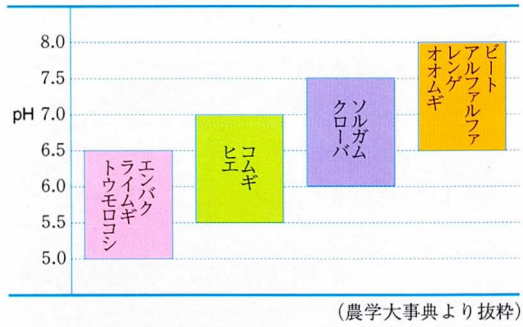 8.0
7.5
pH 7.0
6.5
6.0
5.5
5.0
エンバク
ライムギ
トウモロコシ
コムギ
ヒエ
ソルガム
クローバ
ビート
アルファルファ
レンゲ
オオムギ
(農学大事典より抜粋)